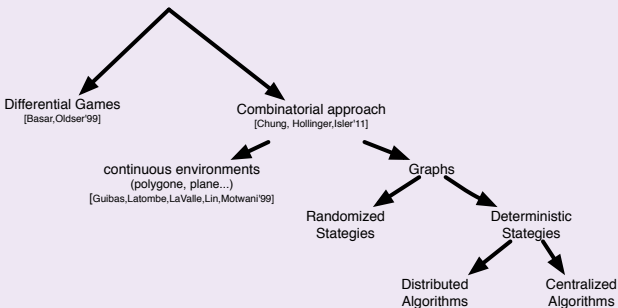 Differential Games
[Basar,Oldser'99]
Combinatorial approach
[Chung, Hollinger,Isler'11]
continuous environments
(polygone, plane...)
[Guibas,Latombe,LaValle,Lin,Motwani'99]
Graphs
Randomized
Stategies
Deterministic
Stategies
Distributed
Algorithms
Centralized
Algorithms